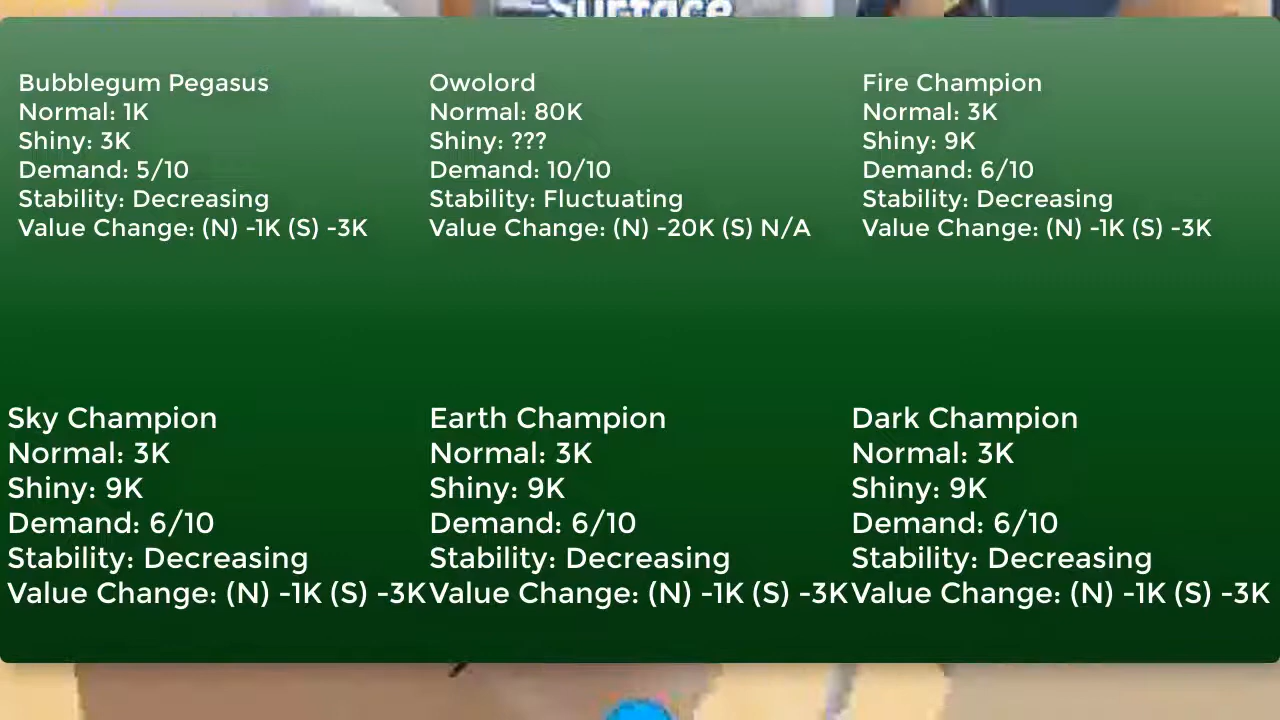 Surface
Bubblegum Pegasus
Normal: 1K
Shiny: 3K
Demand: 5/10
Stability: Decreasing
Value Change: (N) -1K (S) -3K
Owolord
Normal: 80K
Shiny: ???
Demand: 10/10
Stability: Fluctuating
Value Change: (N) -20K (S) N/A
Fire Champion
Normal: 3K
Shiny: 9K
Demand: 6/10
Stability: Decreasing
Value Change: (N) -1K (S) -3K
Sky Champion
Normal: 3K
Shiny: 9K
Demand: 6/10
Stability: Decreasing
Value Change: (N) -1K (S) -3K
Earth Champion
Normal: 3K
Shiny: 9K
Demand: 6/10
Stability: Decreasing
Value Change: (N) -1K (S) -3K
Dark Champion
Normal: 3K
Shiny: 9K
Demand: 6/10
Stability: Decreasing
Value Change: (N) -1K (S) -3K